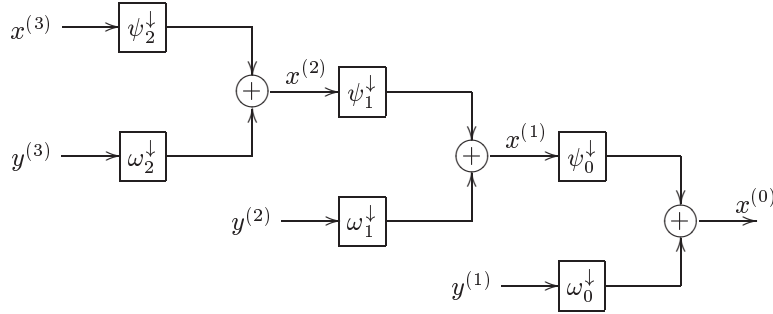 x^{(3)} ψ_2^↓
+ x^{(2)} ψ_1^↓
y^{(3)} ω_2^↓
+ x^{(1)} ψ_0^↓
y^{(2)} ω_1^↓
+ x^{(0)}
y^{(1)} ω_0^↓